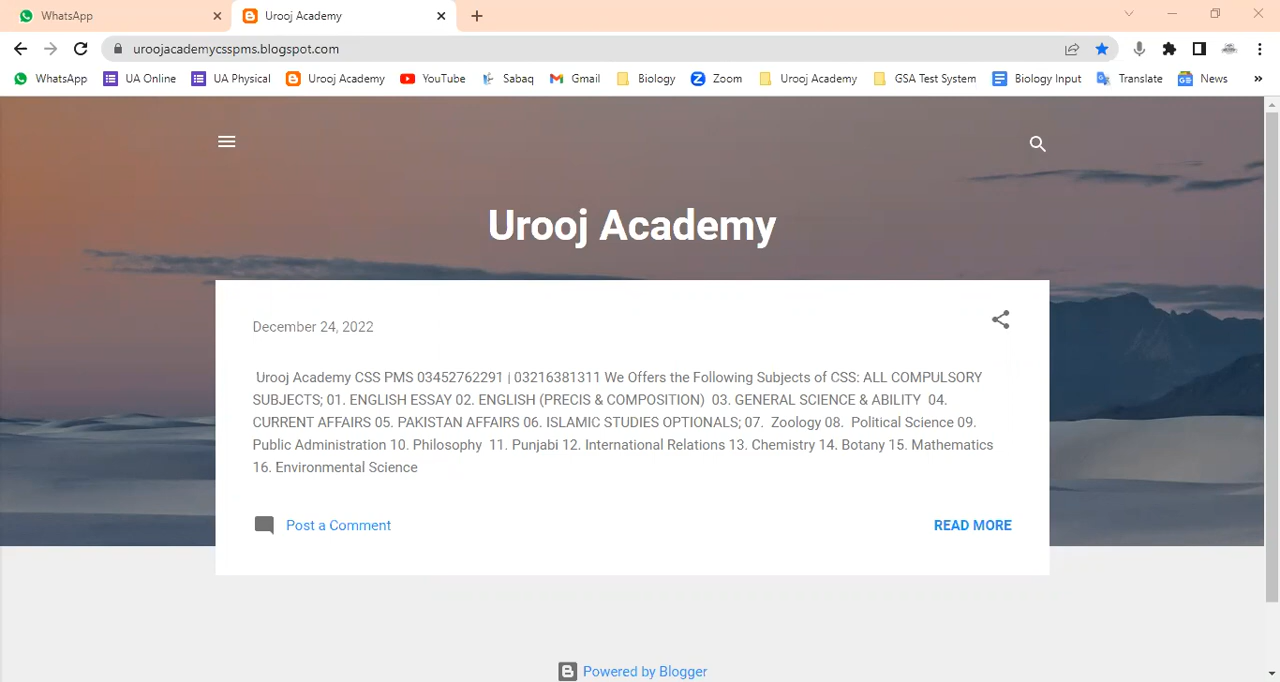 WhatsApp
Urooj Academy
uroojacademycsspms.blogspot.com
WhatsApp UA Online UA Physical Urooj Academy YouTube Sabaq Gmail Biology Zoom Urooj Academy GSA Test System Biology Input Translate News »
Urooj Academy
December 24, 2022
Urooj Academy CSS PMS 03452762291 | 03216381311 We Offers the Following Subjects of CSS: ALL COMPULSORY
SUBJECTS; 01. ENGLISH ESSAY 02. ENGLISH (PRECIS & COMPOSITION) 03. GENERAL SCIENCE & ABILITY 04.
CURRENT AFFAIRS 05. PAKISTAN AFFAIRS 06. ISLAMIC STUDIES OPTIONALS; 07. Zoology 08. Political Science 09.
Public Administration 10. Philosophy 11. Punjabi 12. International Relations 13. Chemistry 14. Botany 15. Mathematics
16. Environmental Science
Post a Comment READ MORE
Powered by Blogger